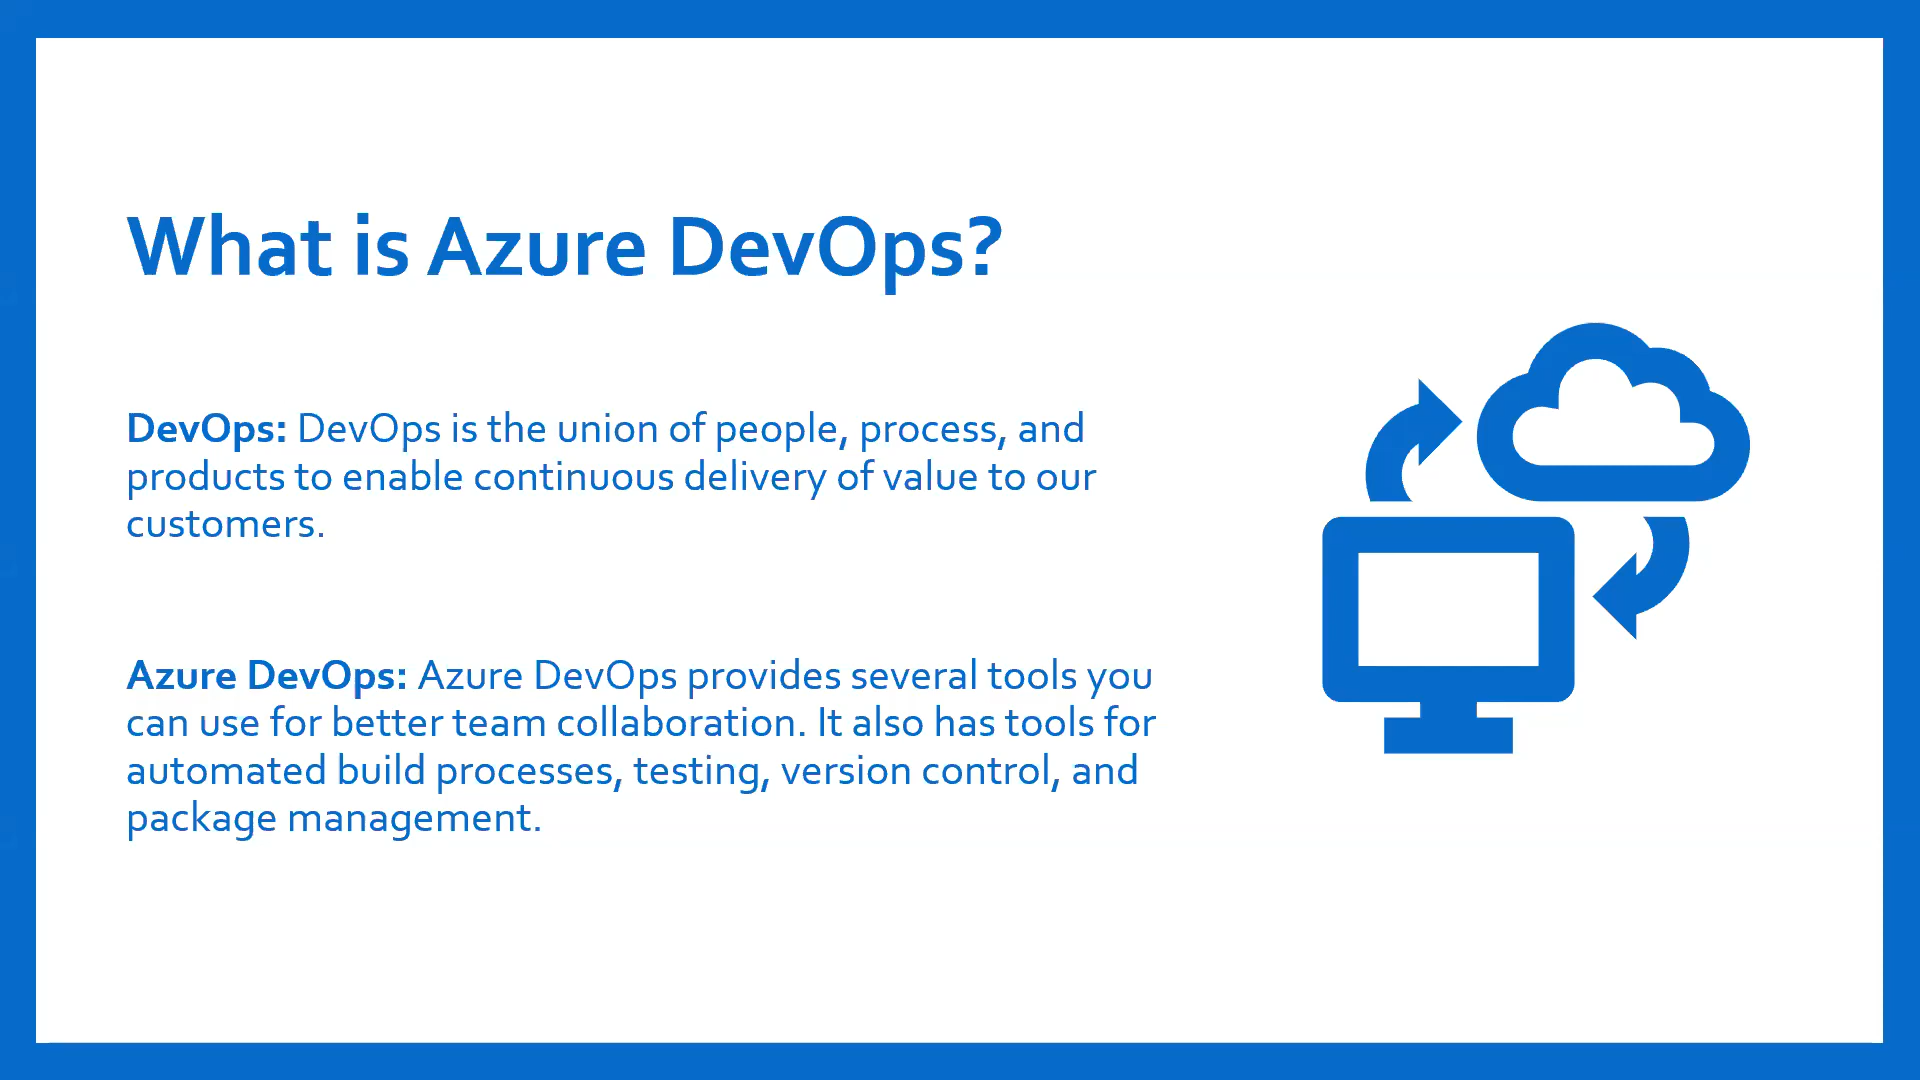 What is Azure DevOps?
DevOps: DevOps is the union of people, process, and
products to enable continuous delivery of value to our
customers.
Azure DevOps: Azure DevOps provides several tools you
can use for better team collaboration. It also has tools for
automated build processes, testing, version control, and
package management.